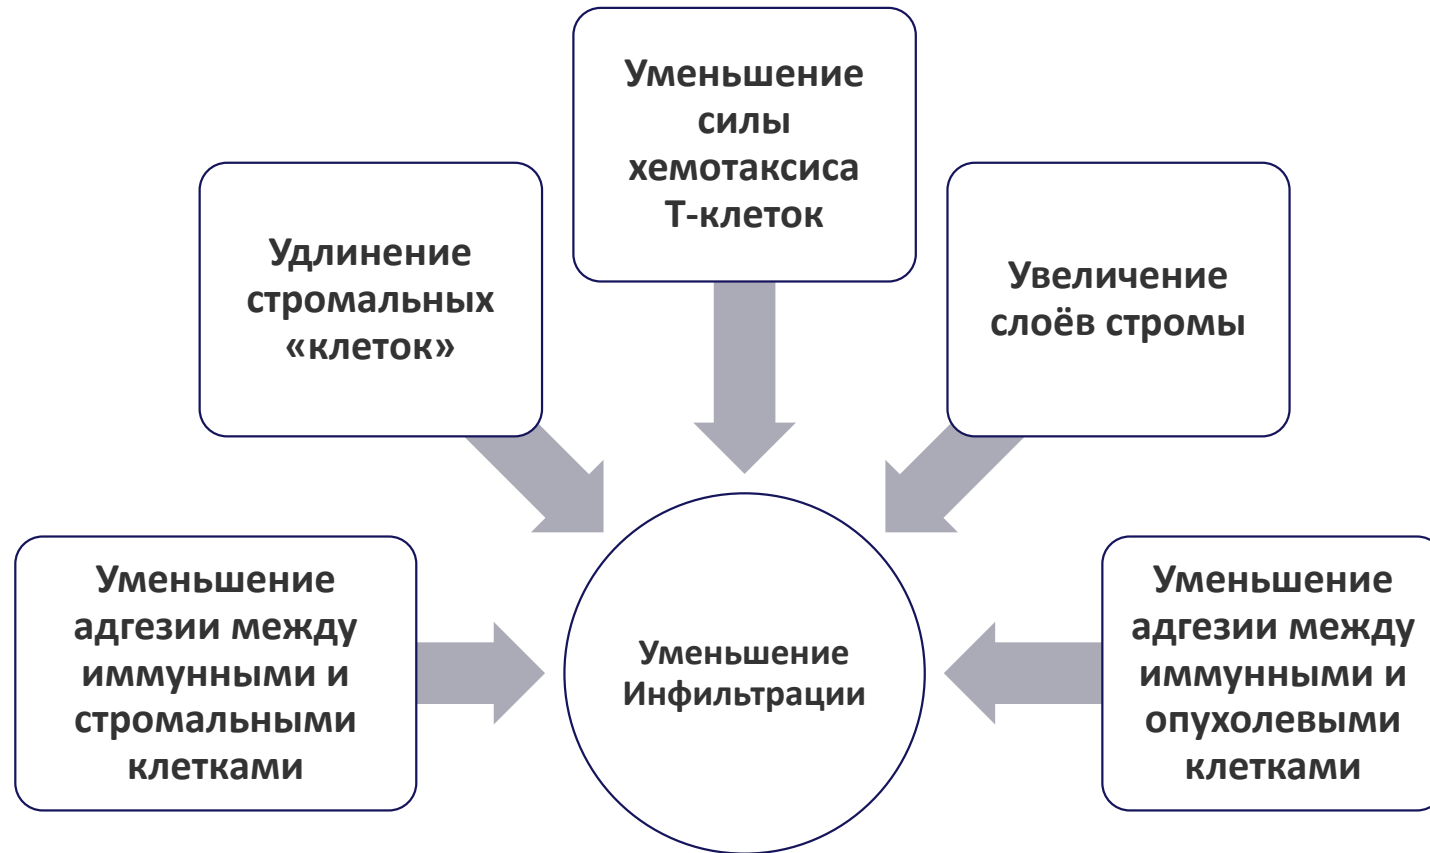 Уменьшение
силы
хемотаксиса
Т-клеток
Удлинение
стромальных
«клеток»
Увеличение
слоёв стромы
Уменьшение
адгезии между
иммунными и
стромальными
клетками
Уменьшение
Инфильтрации
Уменьшение
адгезии между
иммунными и
опухолевыми
клетками